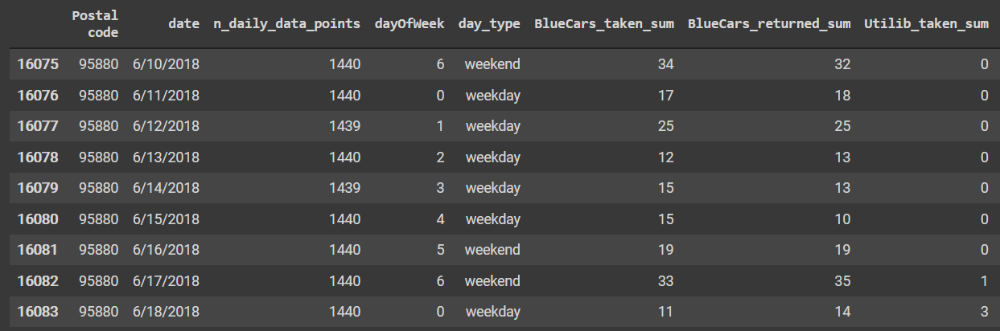 Postal code date n_daily_data_points dayOfWeek day_type BlueCars_taken_sum BlueCars_returned_sum Utilib_taken_sum
16075 95880 6/10/2018 1440 6 weekend 34 32 0
16076 95880 6/11/2018 1440 0 weekday 17 18 0
16077 95880 6/12/2018 1439 1 weekday 25 25 0
16078 95880 6/13/2018 1440 2 weekday 12 13 0
16079 95880 6/14/2018 1439 3 weekday 15 13 0
16080 95880 6/15/2018 1440 4 weekday 15 10 0
16081 95880 6/16/2018 1440 5 weekend 19 19 0
16082 95880 6/17/2018 1440 6 weekend 33 35 1
16083 95880 6/18/2018 1440 0 weekday 11 14 3